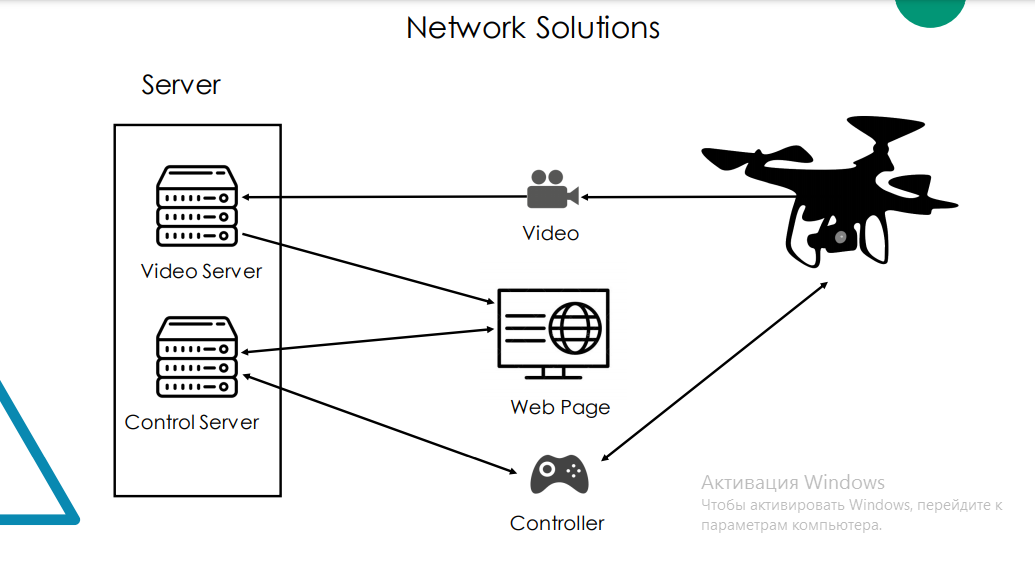 Network Solutions
Server
Video
Video Server
Web Page
Control Server
Controller
Активация Windows
Чтобы активировать Windows, перейдите к
параметрам компьютера.